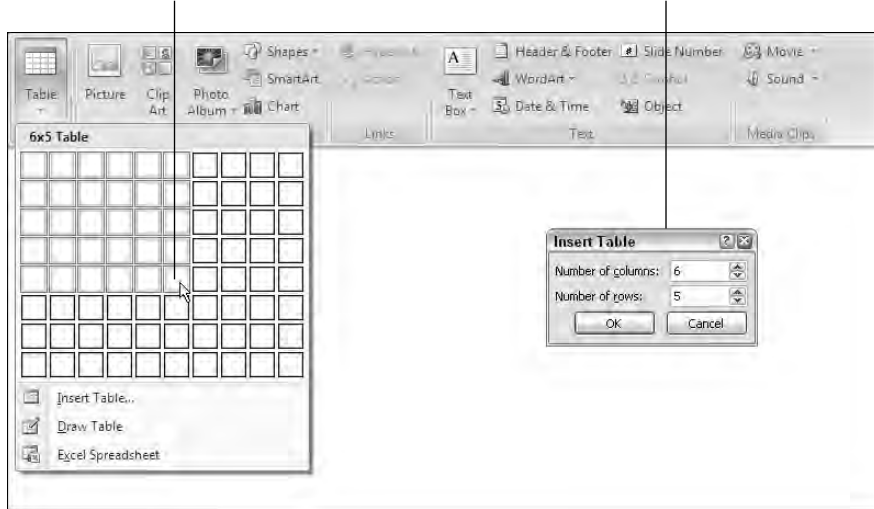 Table
Picture
Clip
Art
Photo
Album
Shapes
SmartArt
Chart
Links
A
Text
Box
Header & Footer
WordArt
Date & Time
# Slide Number
Object
Text
Movie
Sound
Media Clips
6x5 Table
Insert Table...
Draw Table
Excel Spreadsheet
Insert Table
Number of columns: 6
Number of rows: 5
OK Cancel